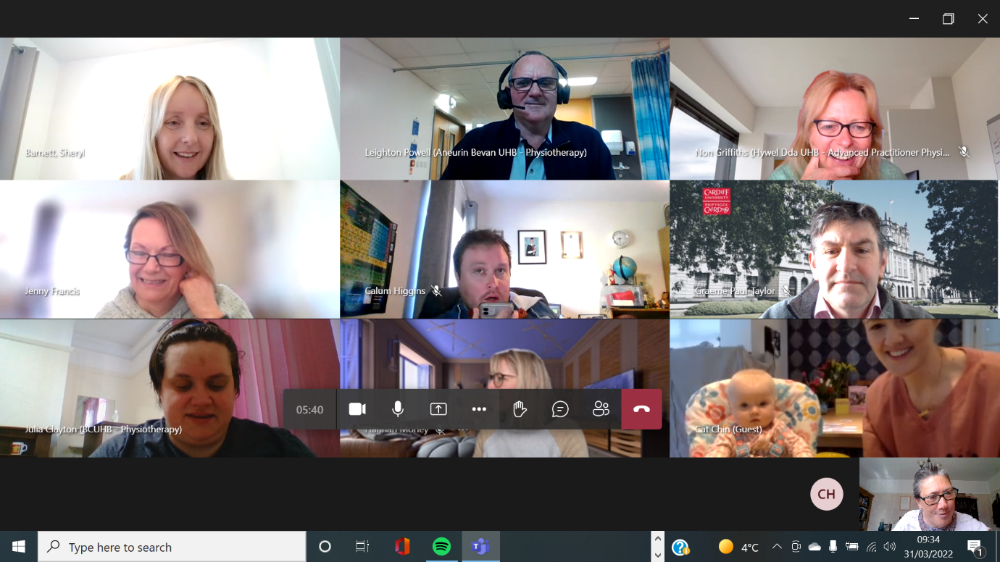 Barnett, Sheryl
Leighton Powell (Aneurin Bevan UHB - Physiotherapy)
Non Griffiths (Hywel Dda UHB - Advanced Practitioner Physi...
Jenny Francis
Calum Higgins
CARDIFF
UNIVERSITY
PRIFYSGOL
CAERDYDD
Graeme Paul Taylor
Julia Clayton (BCUHB - Physiotherapy)
05:40
Hannah Morley
Cat Chin (Guest)
CH
Type here to search
4°C
09:34
31/03/2022
1